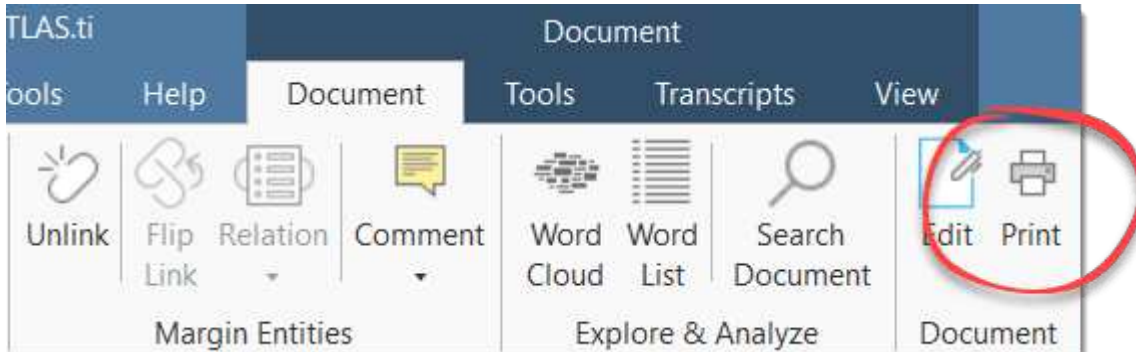 TLAS.ti Document
ools Help Document Tools Transcripts View
Unlink Flip Link Relation Comment Word Cloud Word List Search Document Edit Print
Margin Entities Explore & Analyze Document